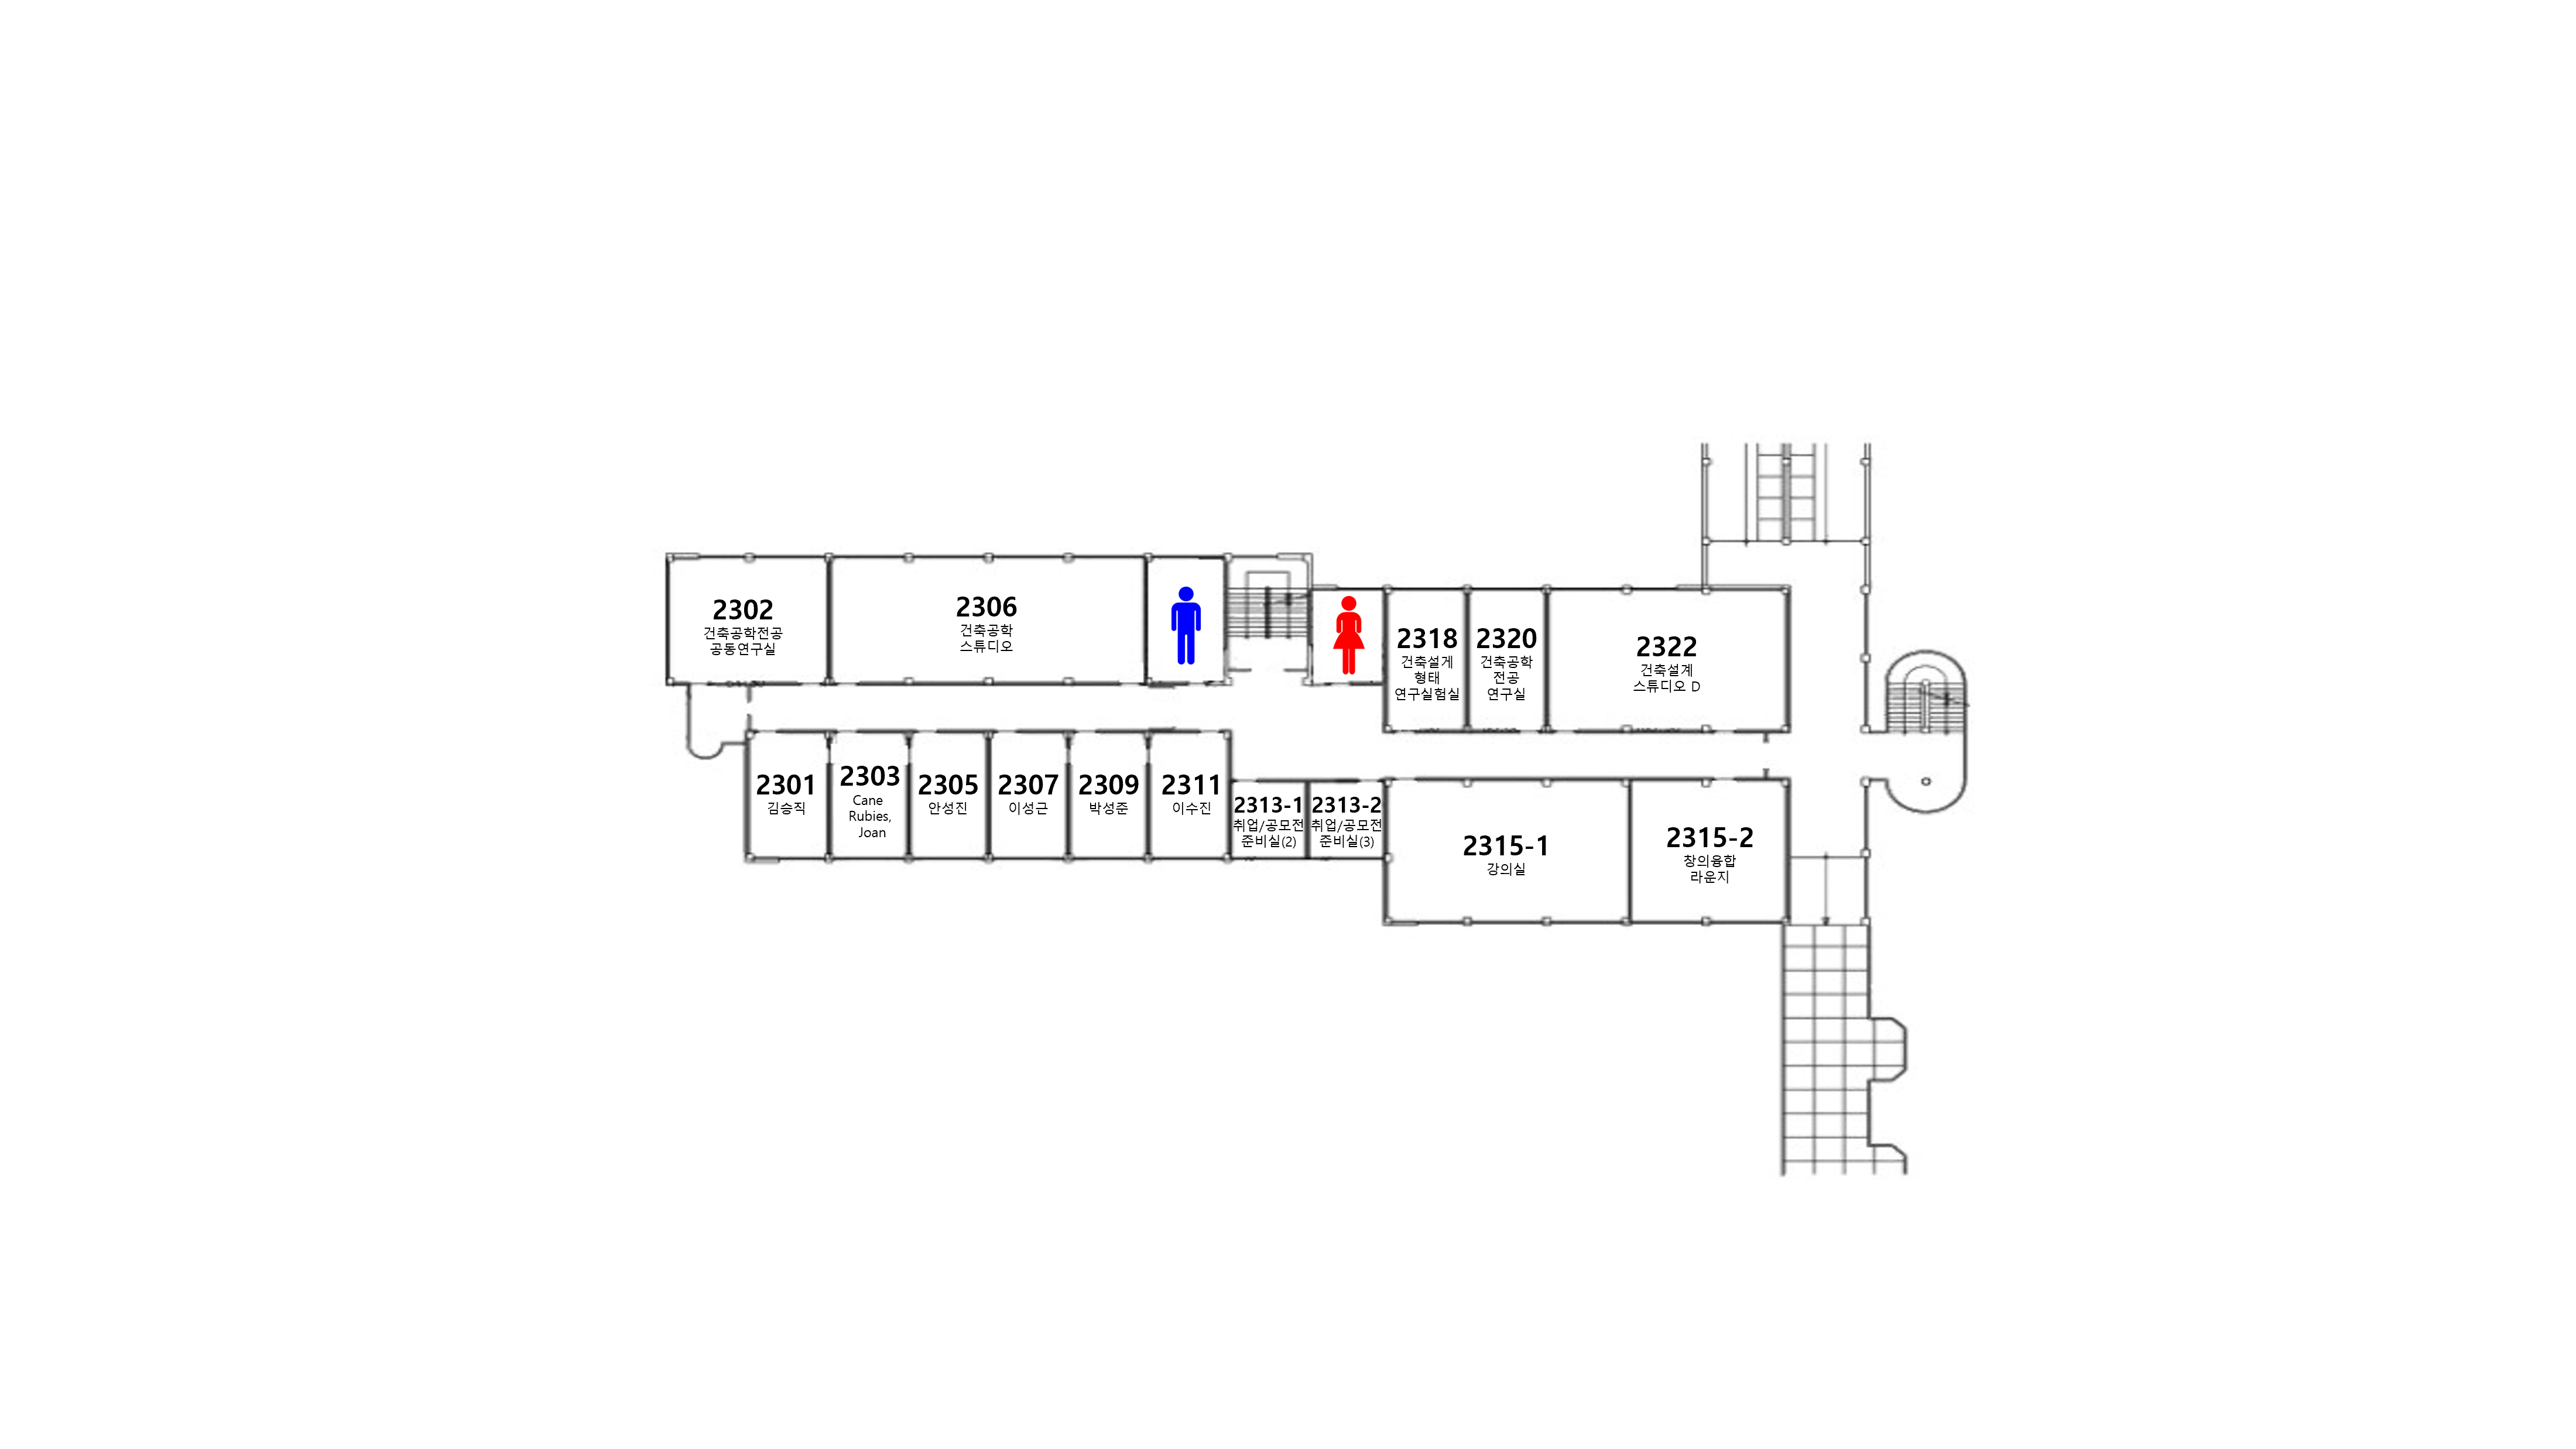 2302
건축공학전공
공동연구실
2306
건축공학
스튜디오
2318
건축설게
형태
연구실험실
2320
건축공학
전공
연구실
2322
건축설계
스튜디오 D
2301
김승직
2303
Cane
Rubies,
Joan
2305
안성진
2307
이성근
2309
박성준
2311
이수진
2313-1
취업/공모전
준비실(2)
2313-2
취업/공모전
준비실(3)
2315-1
강의실
2315-2
창의융합
라운지